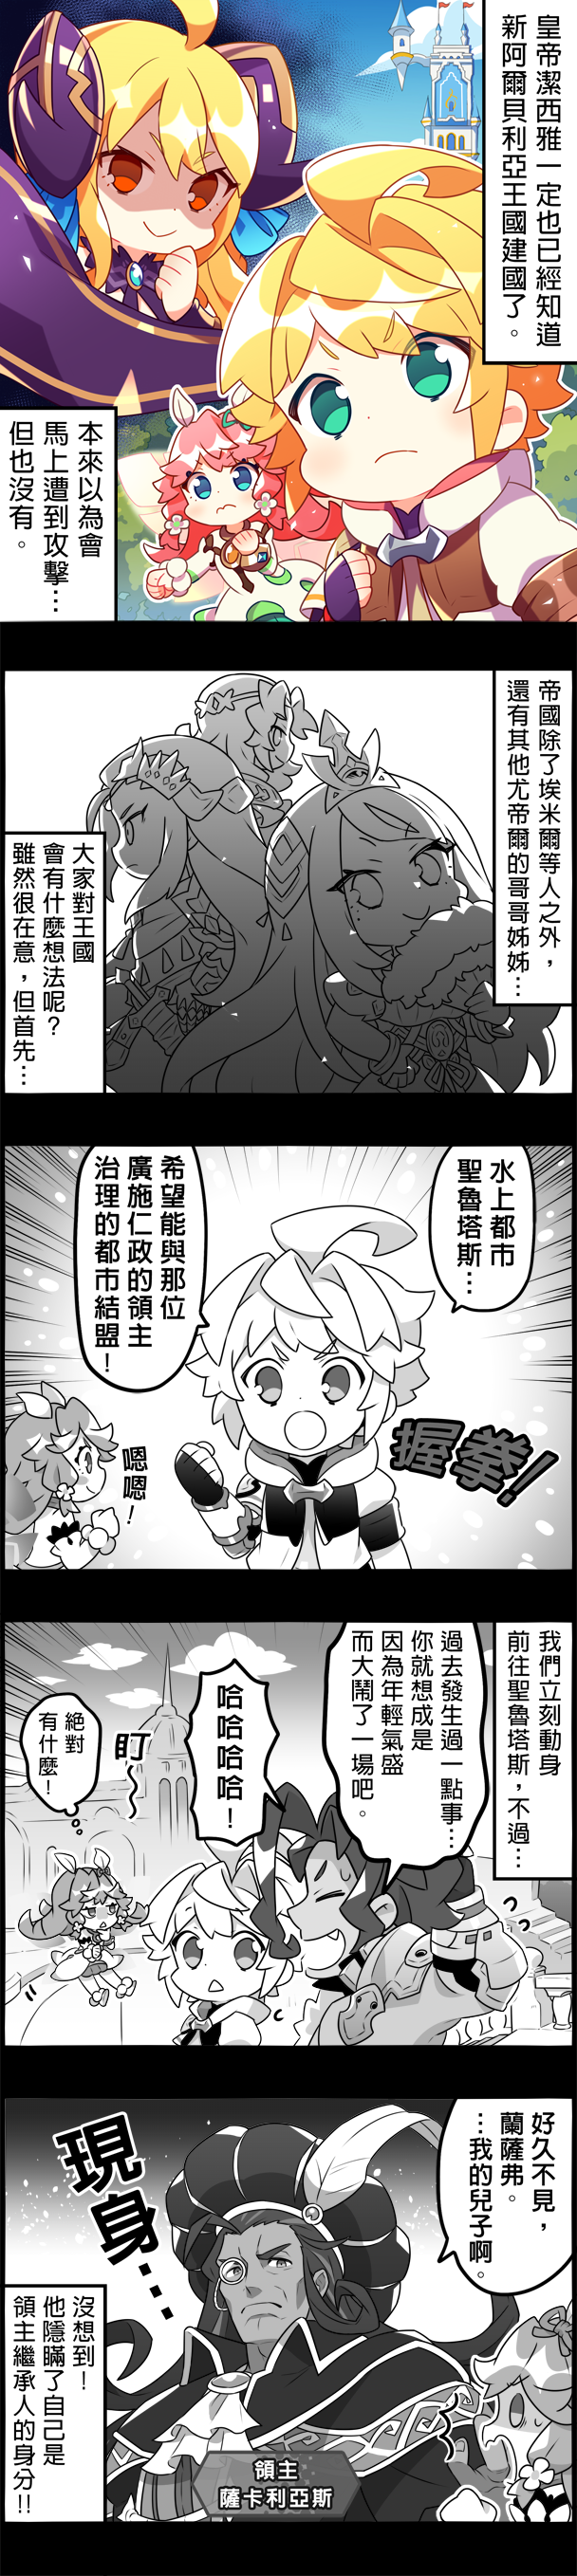 皇帝潔西雅一定也已經知道
新阿爾貝利亞王國建國了。
本來以為會
馬上遭到攻擊…
但也沒有。
帝國除了埃米爾等人之外，
還有其他尤帝爾的哥哥姊姊…
大家對王國
會有什麼想法呢？
雖然很在意，但首先…
水上都市
聖魯塔斯…
希望能與那位
廣施仁政的領主
治理的都市結盟！
握拳！
嗯嗯！
我們立刻動身
前往聖魯塔斯，不過…
過去發生過一點事…
你就想成是
因為年輕氣盛
而大鬧了一場吧。
哈哈哈哈！
盯～
絕對
有什麼！
好久不見，
蘭薩弗。
…我的兒子啊。
現身…
沒想到！
他隱瞞了自己是
領主繼承人的身分!!
領主
薩卡利亞斯